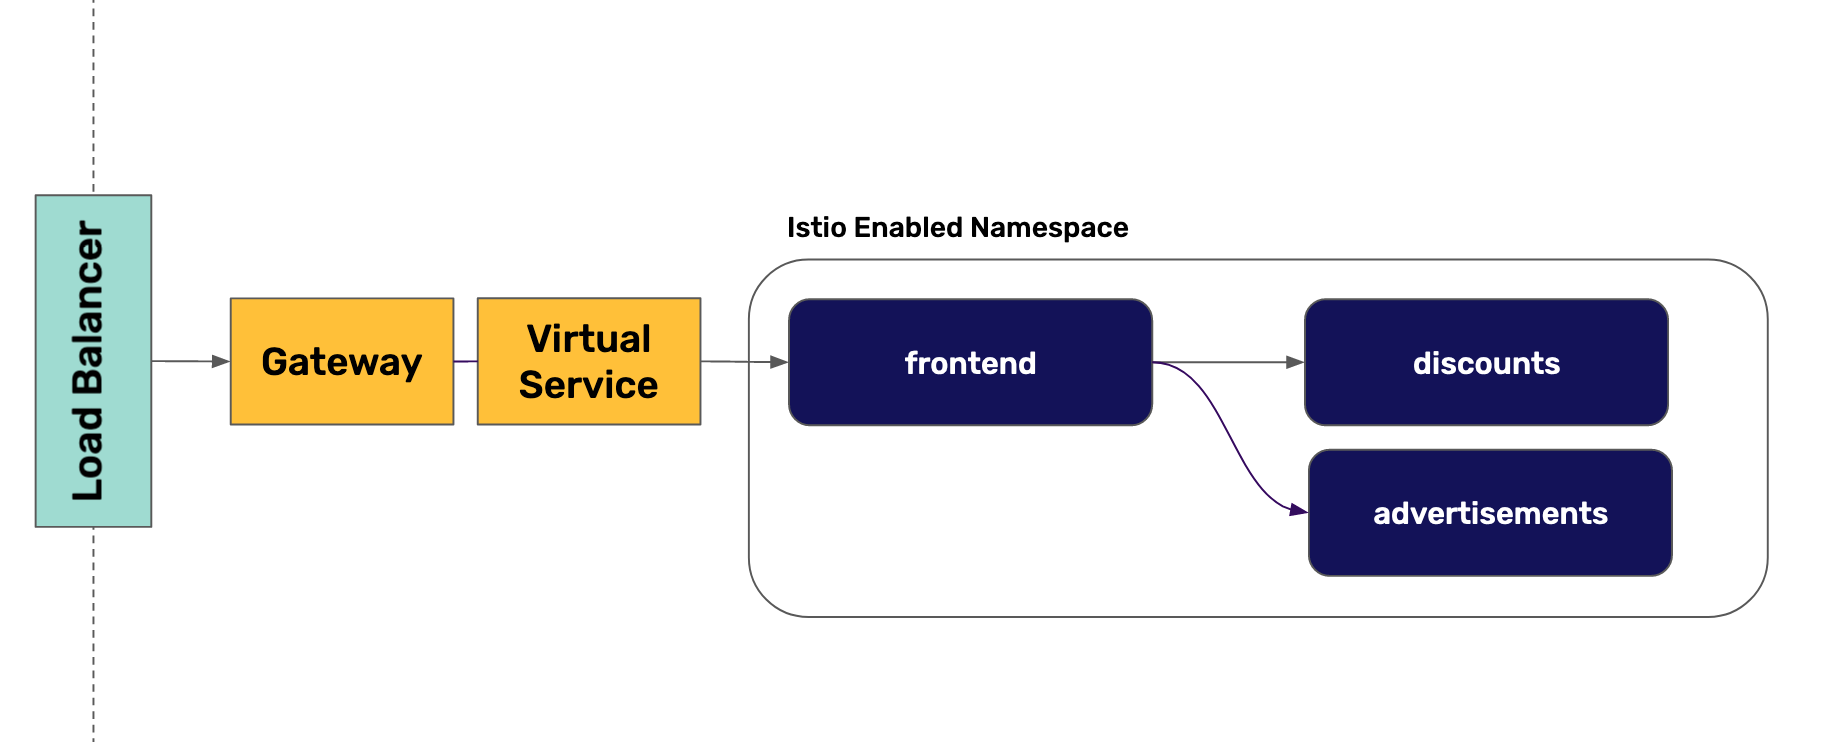 Load Balancer
Gateway
Virtual
Service
Istio Enabled Namespace
frontend
discounts
advertisements